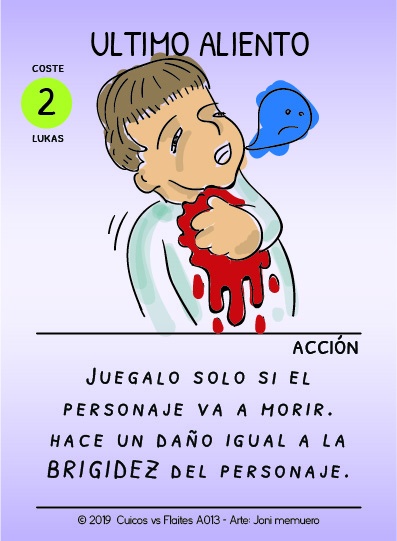 ULTIMO ALIENTO
COSTE
2
LUKAS
ACCIÓN
JUEGALO SOLO SI EL
PERSONAJE VA A MORIR.
HACE UN DAÑO IGUAL A LA
BRIGIDEZ DEL PERSONAJE.
© 2019 Cuicos vs Flaites A013 - Arte: Joni memuero